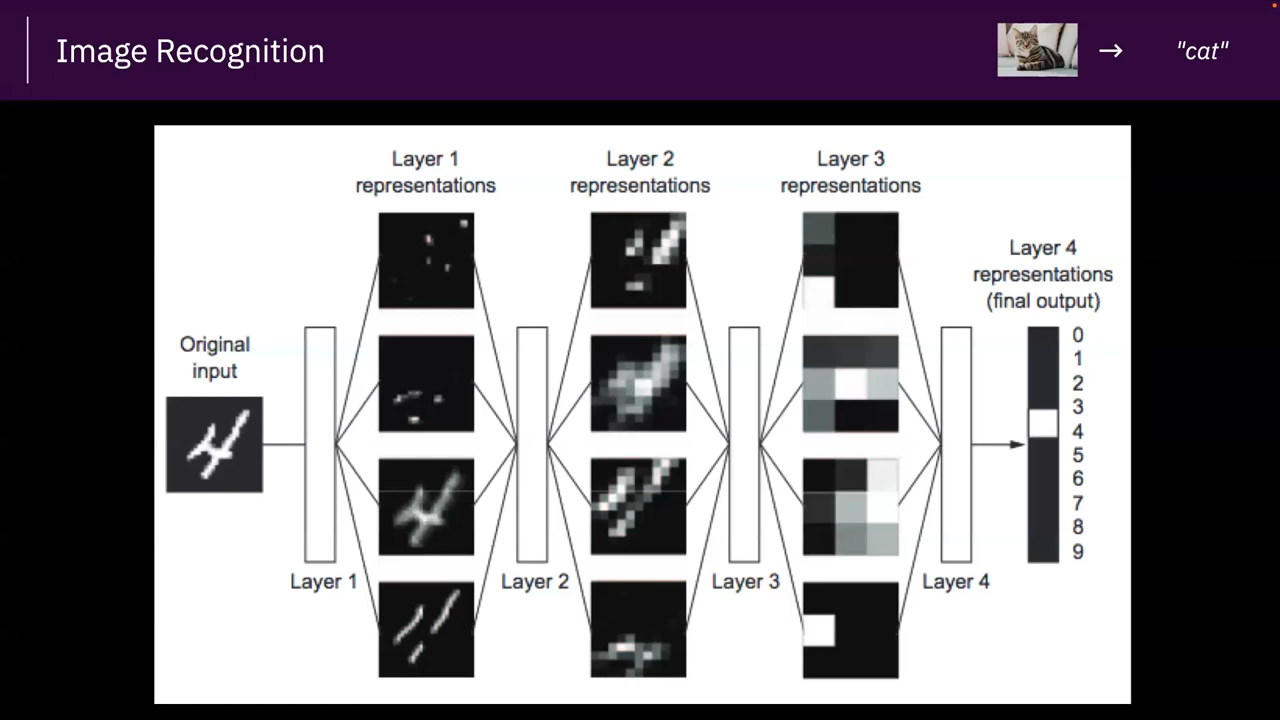 Image Recognition
→ "cat"
Layer 1
representations
Layer 2
representations
Layer 3
representations
Layer 4
representations
(final output)
Original
input
0
1
2
3
4
5
6
7
8
9
Layer 1
Layer 2
Layer 3
Layer 4